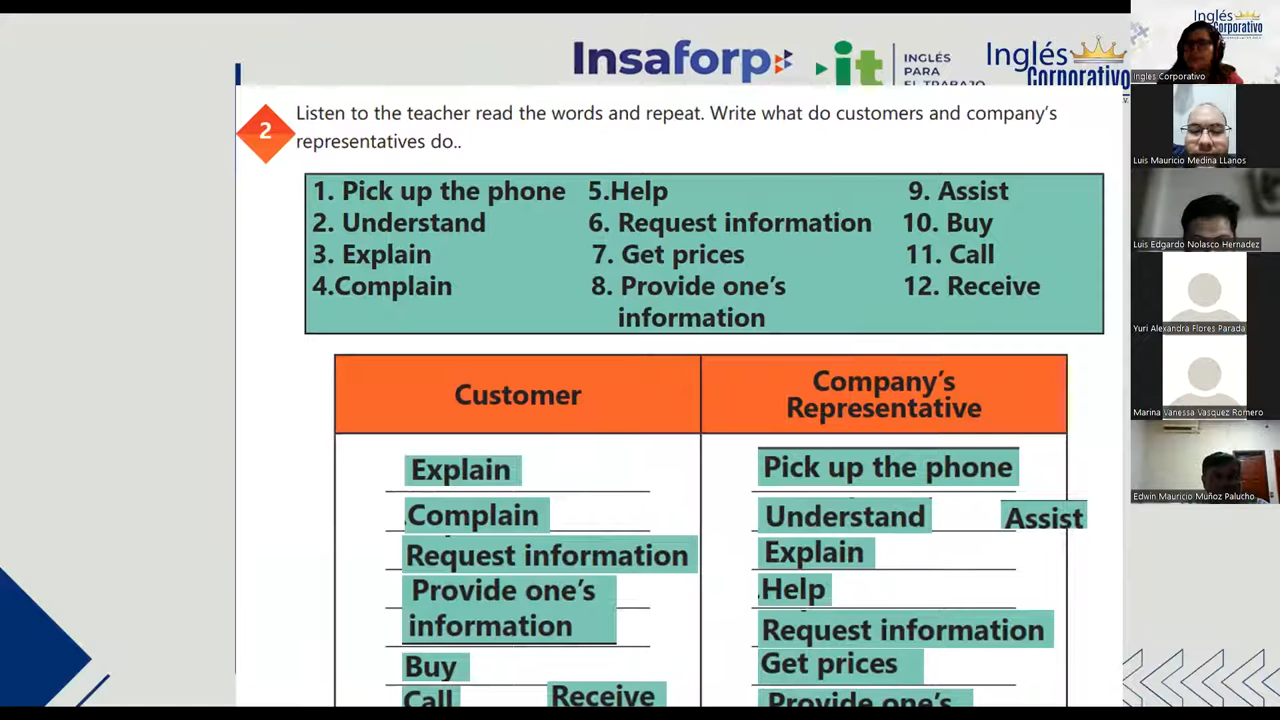 Insaforp
it
INGLÉS
PARA
EL TRABAJO
Inglés
Corporativo
Inglés
Corporativo
Ingles Corporativo
Luis Mauricio Medina LLanos
Luis Edgardo Nolasco Hernadez
Yuri Alexandra Flores Parada
Marina Vanessa Vasquez Romero
Edwin Mauricio Muñoz Palucho
2
Listen to the teacher read the words and repeat. Write what do customers and company's
representatives do..
1. Pick up the phone
2. Understand
3. Explain
4.Complain
5.Help
6. Request information
7. Get prices
8. Provide one's
information
9. Assist
10. Buy
11. Call
12. Receive
Customer
Explain
.Complain
Request information
Provide one's
information
Buy
Call
Receive
Company's
Representative
Pick up the phone
Understand
Assist
Explain
.Help
Request information
Get prices
Provide one's